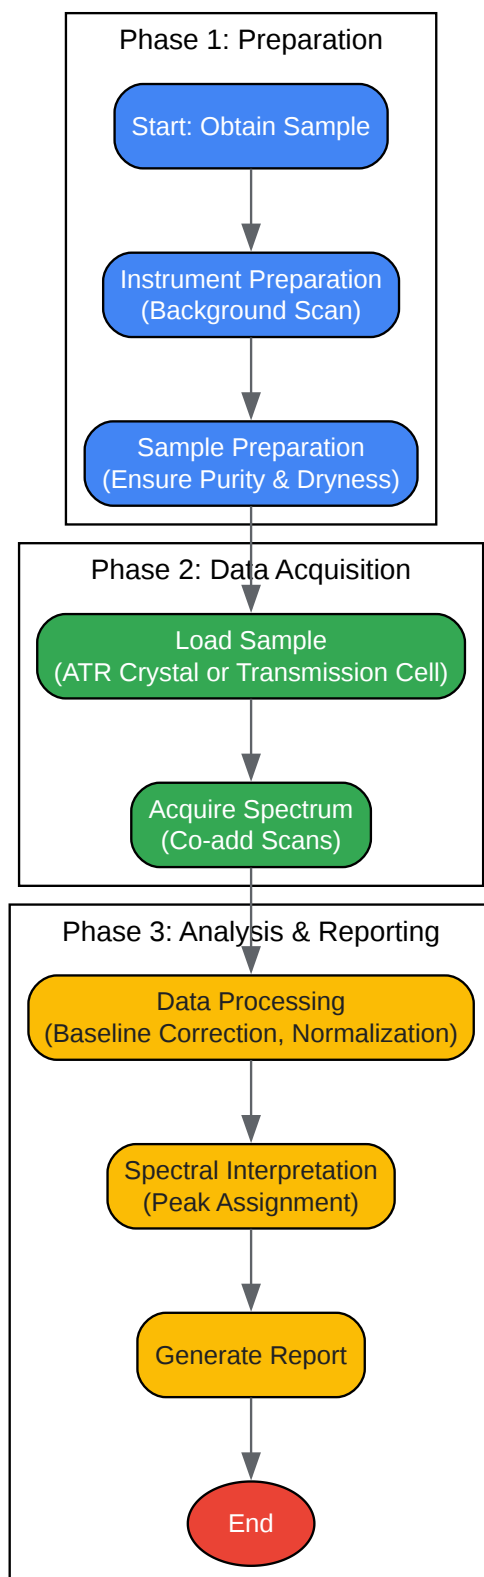 Phase 1: Preparation
Start: Obtain Sample
Instrument Preparation
(Background Scan)
Sample Preparation
(Ensure Purity & Dryness)
Phase 2: Data Acquisition
Load Sample
(ATR Crystal or Transmission Cell)
Acquire Spectrum
(Co-add Scans)
Phase 3: Analysis & Reporting
Data Processing
(Baseline Correction, Normalization)
Spectral Interpretation
(Peak Assignment)
Generate Report
End